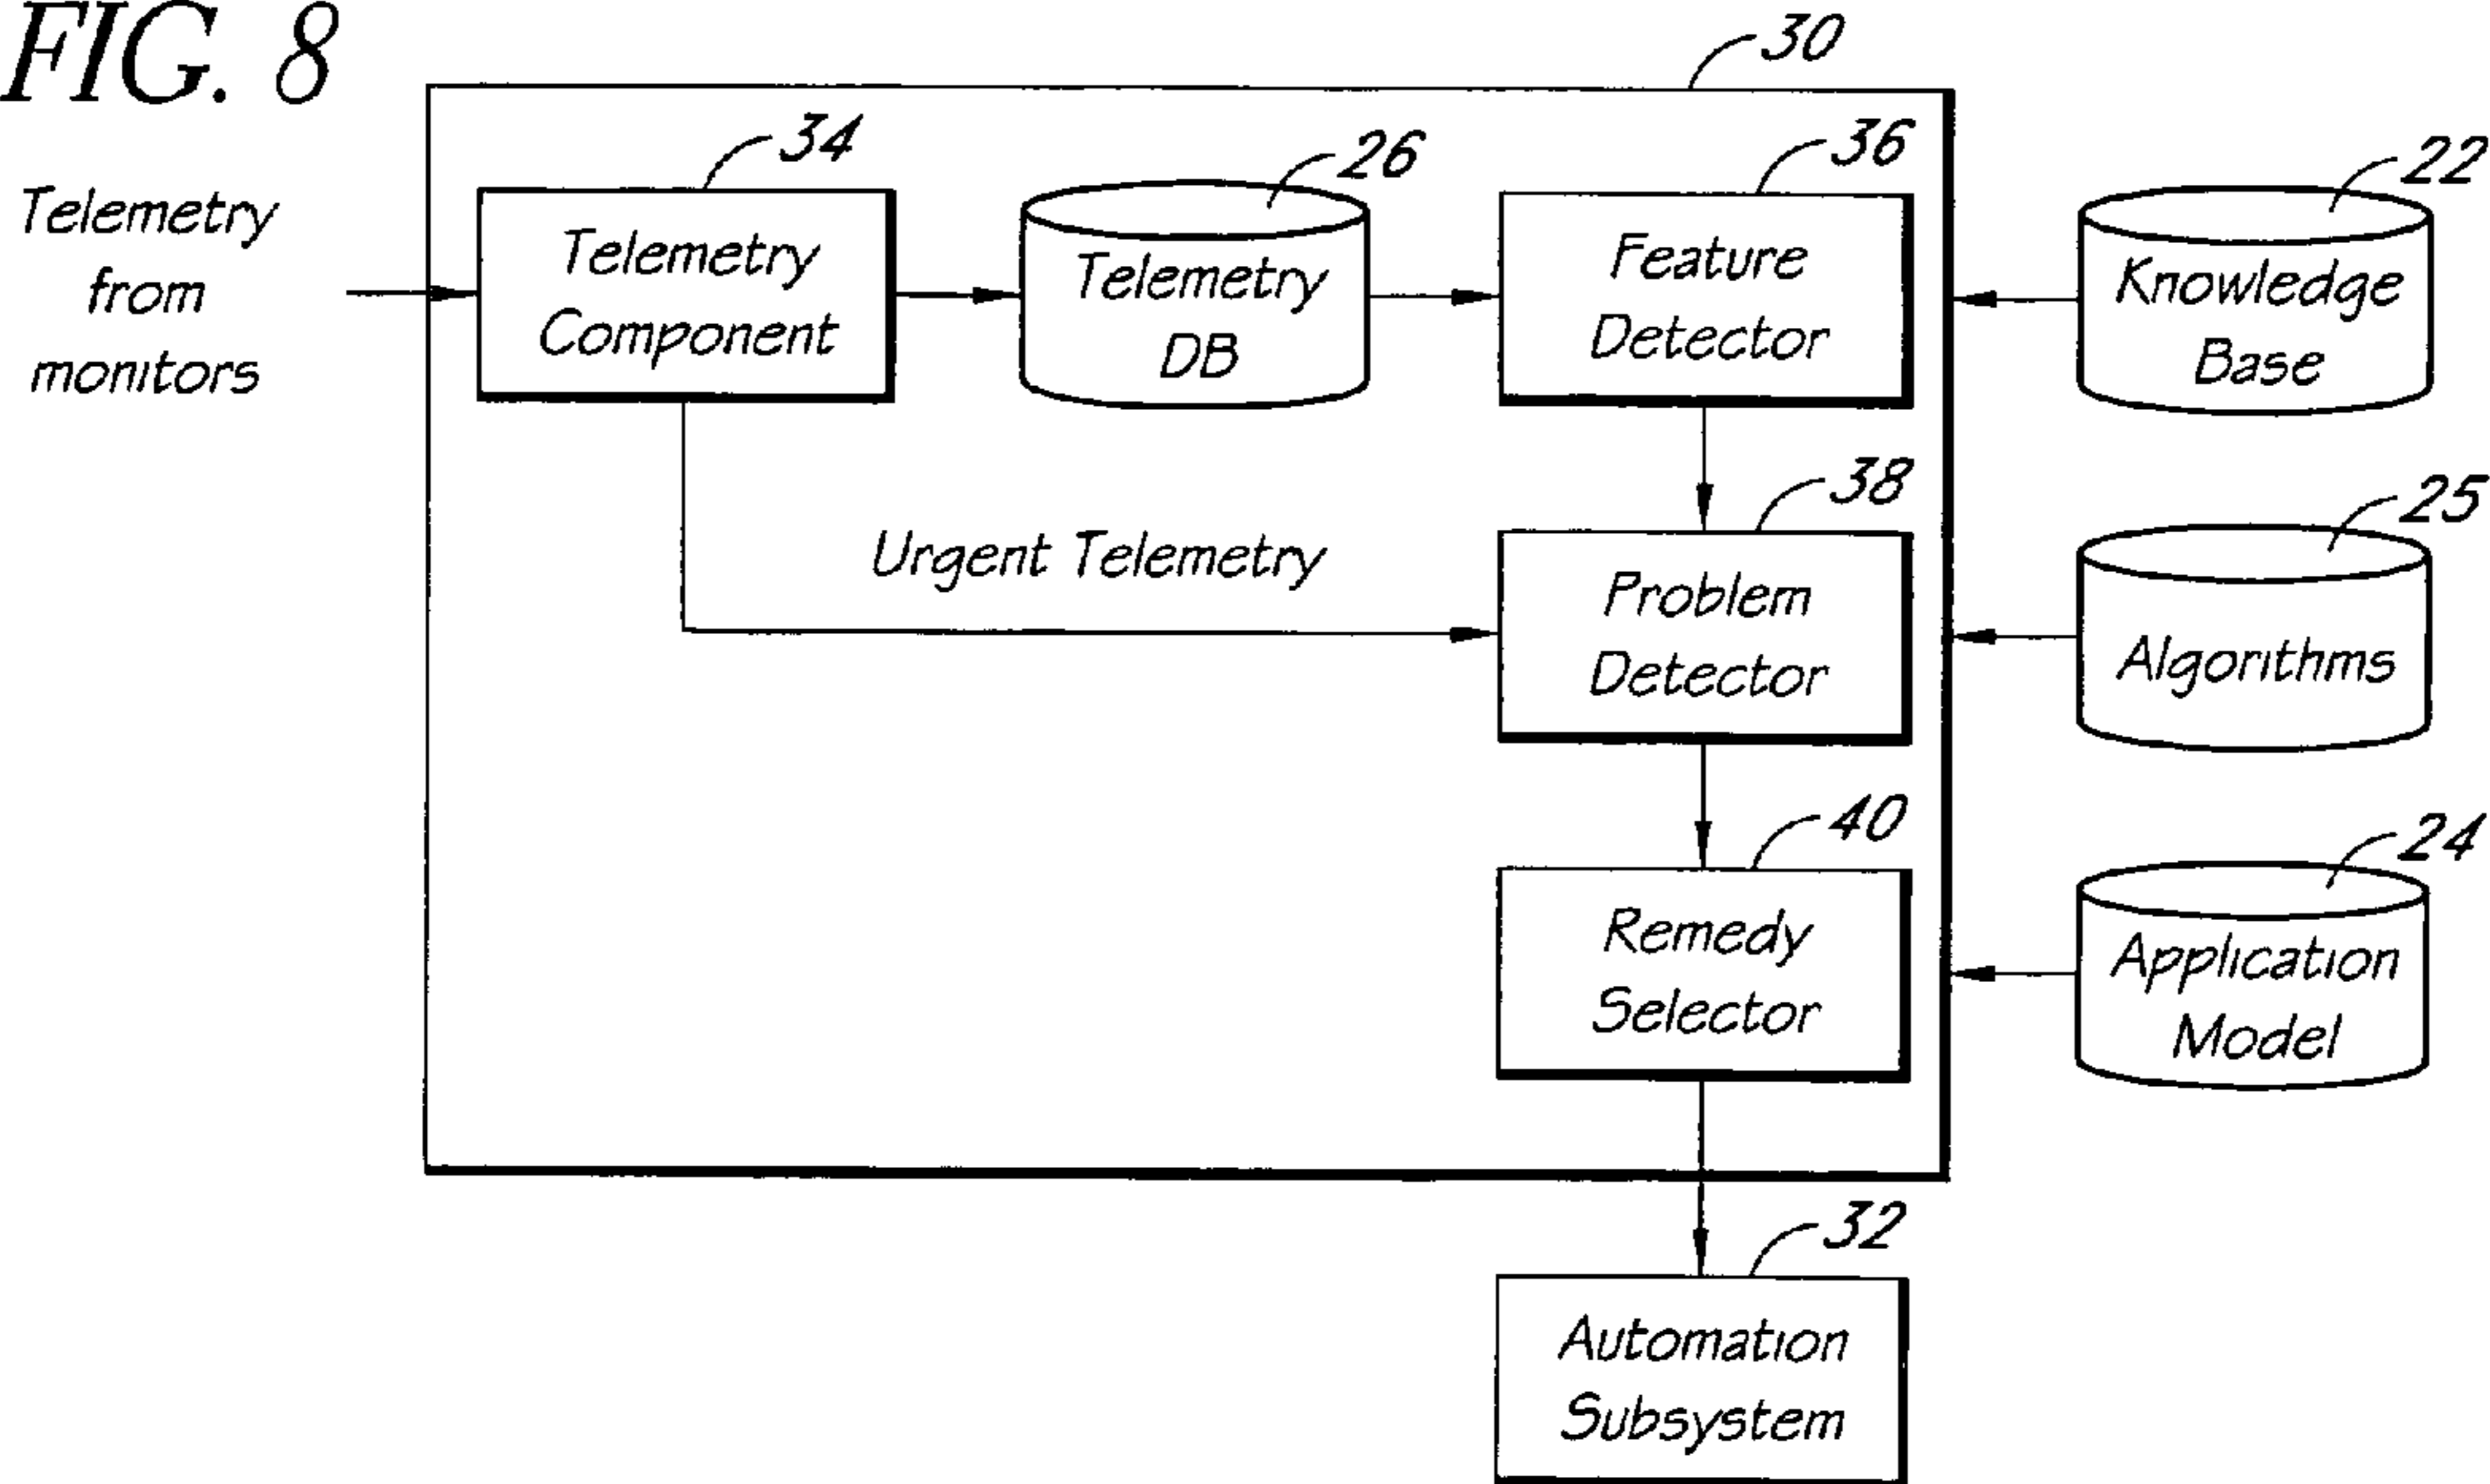 FIG. 8
30
34
26
36
22
Telemetry
from
monitors
Telemetry
Component
Telemetry
DB
Feature
Detector
Knowledge
Base
38
25
Urgent Telemetry
Problem
Detector
Algorithms
40
24
Remedy
Selector
Application
Model
32
Automation
Subsystem